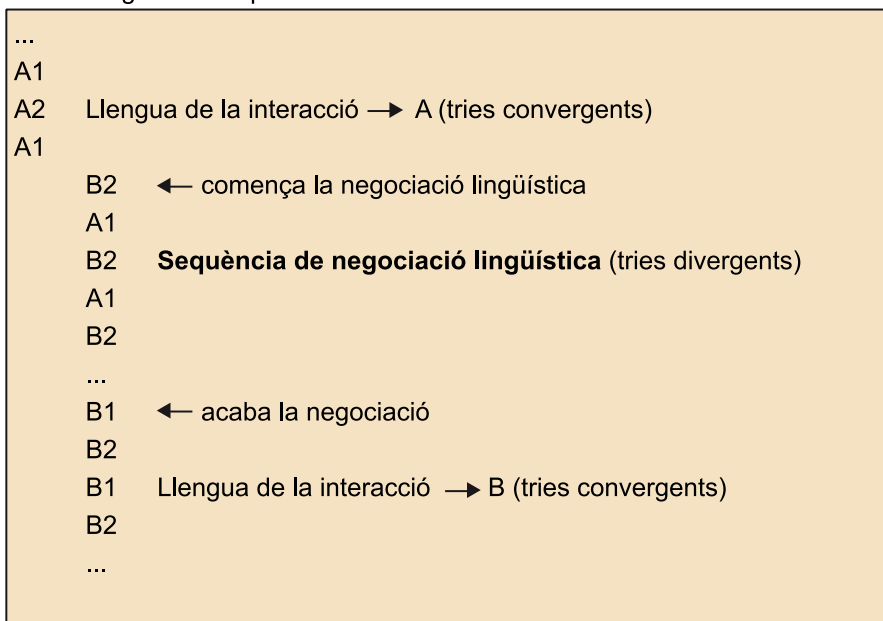 ...
A1
A2 Llengua de la interacció → A (tries convergents)
A1
B2 ← comença la negociació lingüística
A1
B2 Seqüència de negociació lingüística (tries divergents)
A1
B2
...
B1 ← acaba la negociació
B2
B1 Llengua de la interacció → B (tries convergents)
B2
...